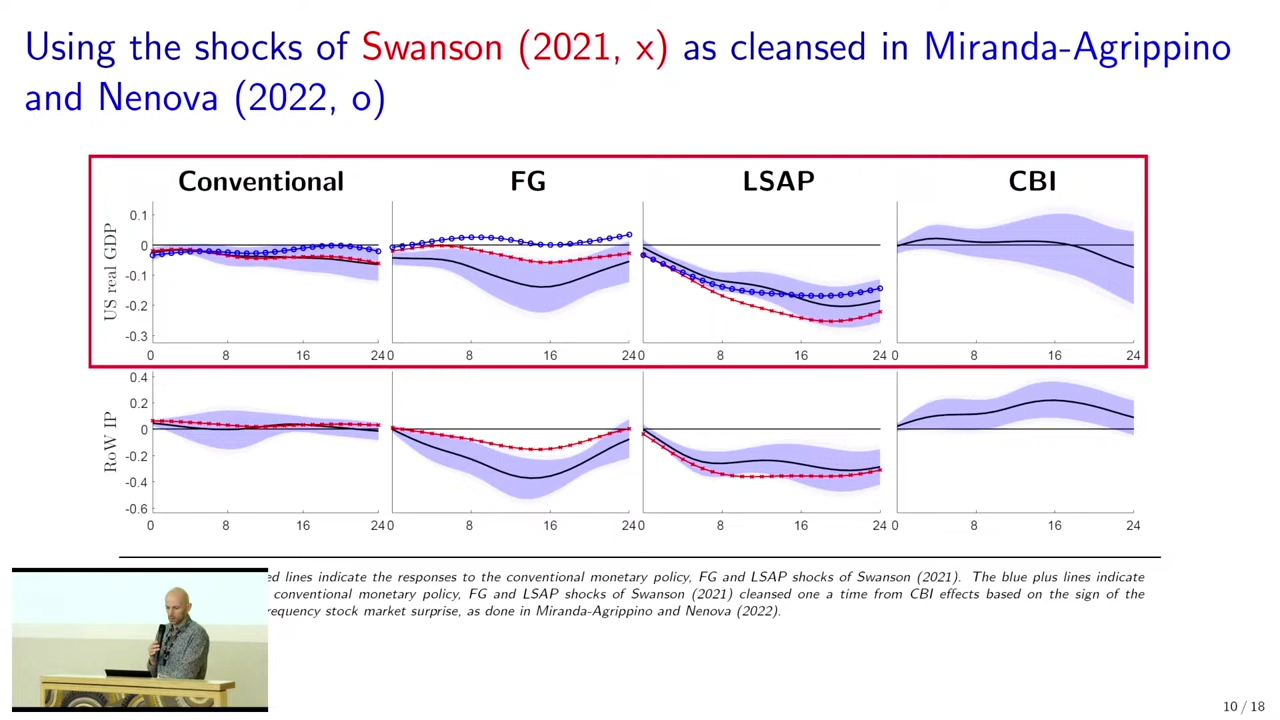 Using the shocks of Swanson (2021, x) as cleansed in Miranda-Agrippino
and Nenova (2022, o)
Conventional FG LSAP CBI
US real GDP
0.1
0
-0.1
-0.2
-0.3
0 8 16 24 0 8 16 24 0 8 16 24 0 8 16 24
RoW IP
0.4
0.2
0
-0.2
-0.4
-0.6
0 8 16 24 0 8 16 24 0 8 16 24 0 8 16 24
ed lines indicate the responses to the conventional monetary policy, FG and LSAP shocks of Swanson (2021). The blue plus lines indicate
conventional monetary policy, FG and LSAP shocks of Swanson (2021) cleansed one a time from CBI effects based on the sign of the
requency stock market surprise, as done in Miranda-Agrippino and Nenova (2022).
10 / 18